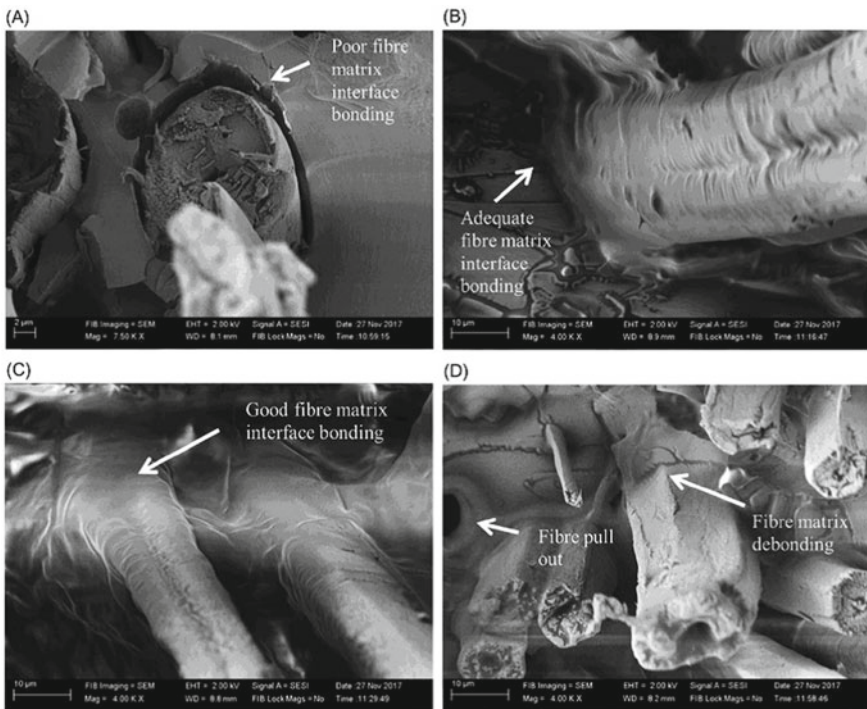 (A)
Poor fibre
matrix
interface
bonding
2 µm
FIB Imaging = SEM EHT = 2.00 kV Signal A = SESI Date :27 Nov 2017
Mag = 7.50 K X WD = 8.1 mm FIB Lock Mags = No Time :10:59:15
(B)
Adequate
fibre matrix
interface
bonding
10 µm
FIB Imaging = SEM EHT = 2.00 kV Signal A = SESI Date :27 Nov 2017
Mag = 4.00 K X WD = 8.9 mm FIB Lock Mags = No Time :11:16:47
(C)
Good fibre matrix
interface bonding
10 µm
FIB Imaging = SEM EHT = 2.00 kV Signal A = SESI Date :27 Nov 2017
Mag = 4.00 K X WD = 8.8 mm FIB Lock Mags = No Time :11:29:49
(D)
Fibre pull
out
Fibre matrix
debonding
10 µm
FIB Imaging = SEM EHT = 2.00 kV Signal A = SESI Date :27 Nov 2017
Mag = 4.00 K X WD = 8.2 mm FIB Lock Mags = No Time :11:58:46